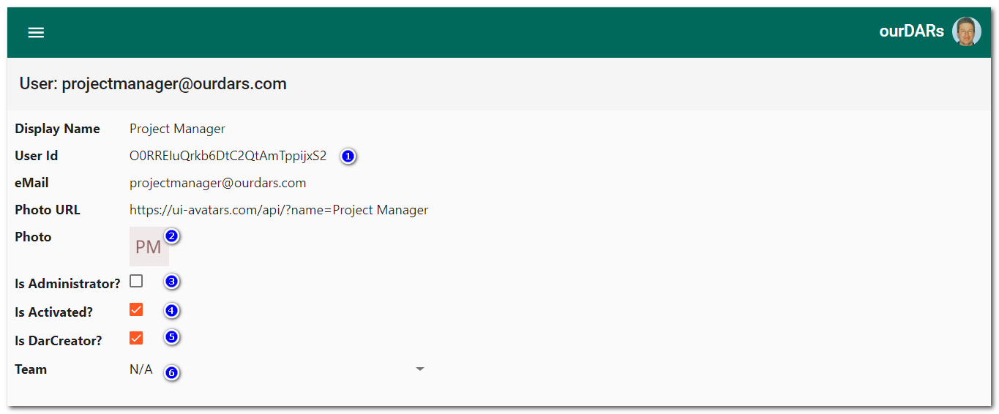 ourDARs
User: projectmanager@ourdars.com
Display Name Project Manager
User Id O0RREIuQrkb6DtC2QtAmTppijxS2 1
eMail projectmanager@ourdars.com
Photo URL https://ui-avatars.com/api/?name=Project Manager
Photo PM 2
Is Administrator? 3
Is Activated? 4
Is DarCreator? 5
Team N/A 6